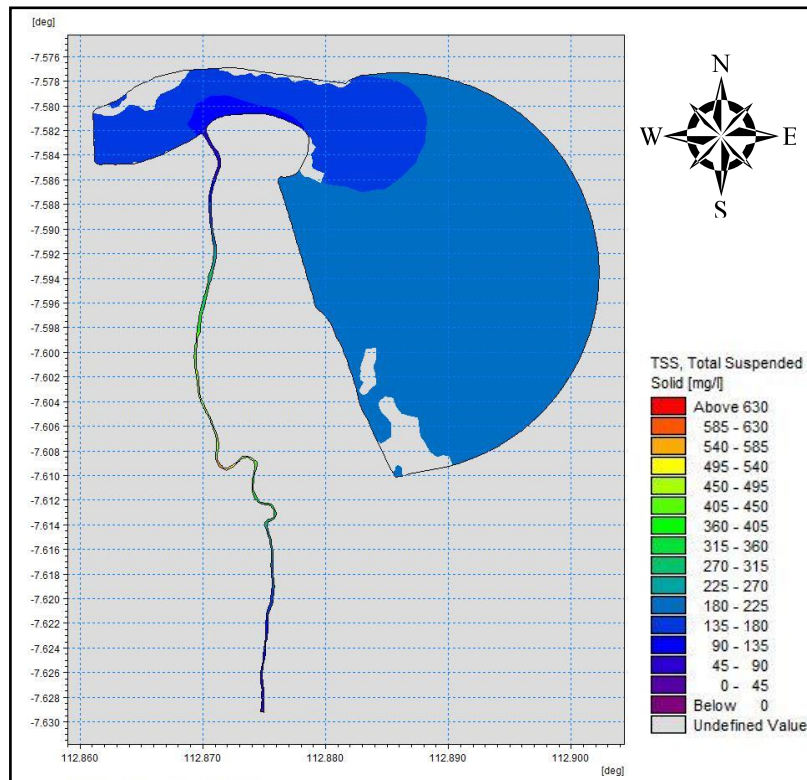 [deg]
-7.576
-7.578
-7.580
-7.582
-7.584
-7.586
-7.588
-7.590
-7.592
-7.594
-7.596
-7.598
-7.600
-7.602
-7.604
-7.606
-7.608
-7.610
-7.612
-7.614
-7.616
-7.618
-7.620
-7.622
-7.624
-7.626
-7.628
-7.630
112.860 112.870 112.880 112.890 112.900
[deg]
N
W E
S
TSS, Total Suspended
Solid [mg/l]
Above 630
585 - 630
540 - 585
495 - 540
450 - 495
405 - 450
360 - 405
315 - 360
270 - 315
225 - 270
180 - 225
135 - 180
90 - 135
45 - 90
0 - 45
Below 0
Undefined Value